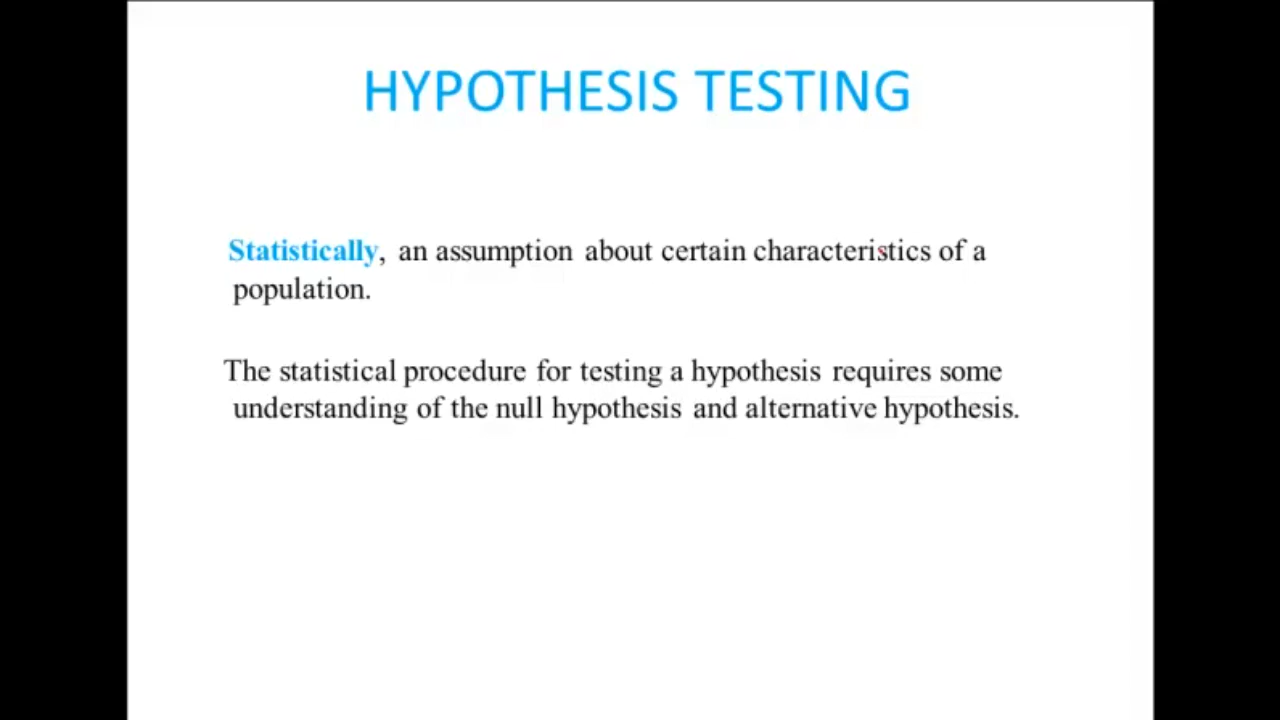 HYPOTHESIS TESTING
Statistically, an assumption about certain characteristics of a
population.
The statistical procedure for testing a hypothesis requires some
understanding of the null hypothesis and alternative hypothesis.